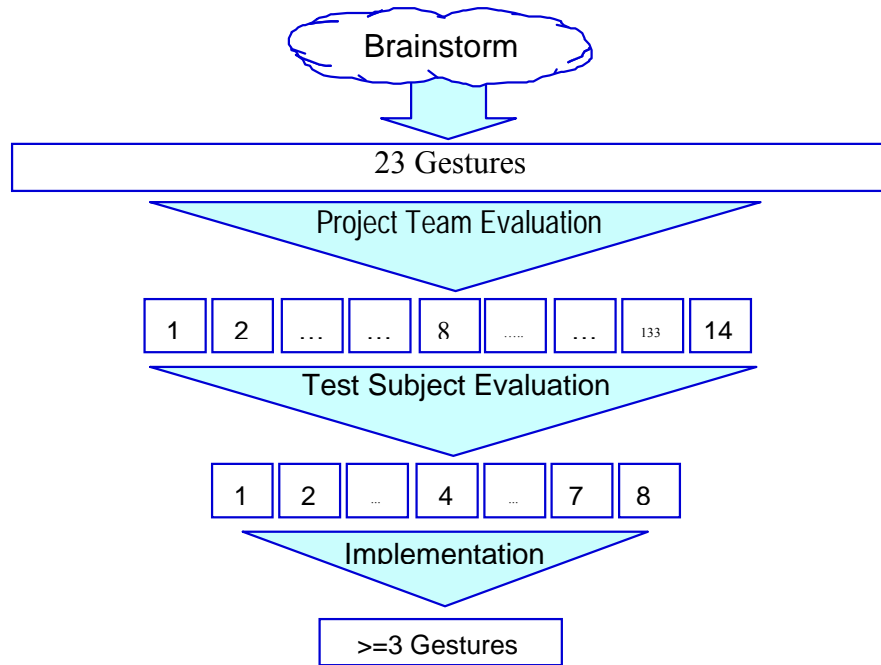 Brainstorm
23 Gestures
Project Team Evaluation
1 2 ... ... 8 ..... ... 133 14
Test Subject Evaluation
1 2 ... 4 ... 7 8
Implementation
>=3 Gestures